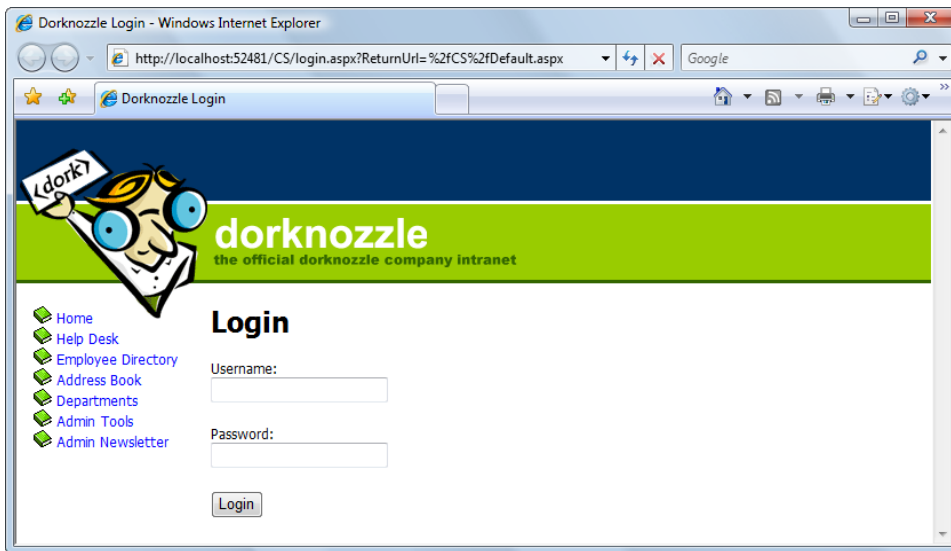 Dorknozzle Login - Windows Internet Explorer
http://localhost:52481/CS/login.aspx?ReturnUrl=%2fCS%2fDefault.aspx
Google
Dorknozzle Login
<dork>
dorknozzle
the official dorknozzle company intranet
Home
Help Desk
Employee Directory
Address Book
Departments
Admin Tools
Admin Newsletter
Login
Username:
Password:
Login